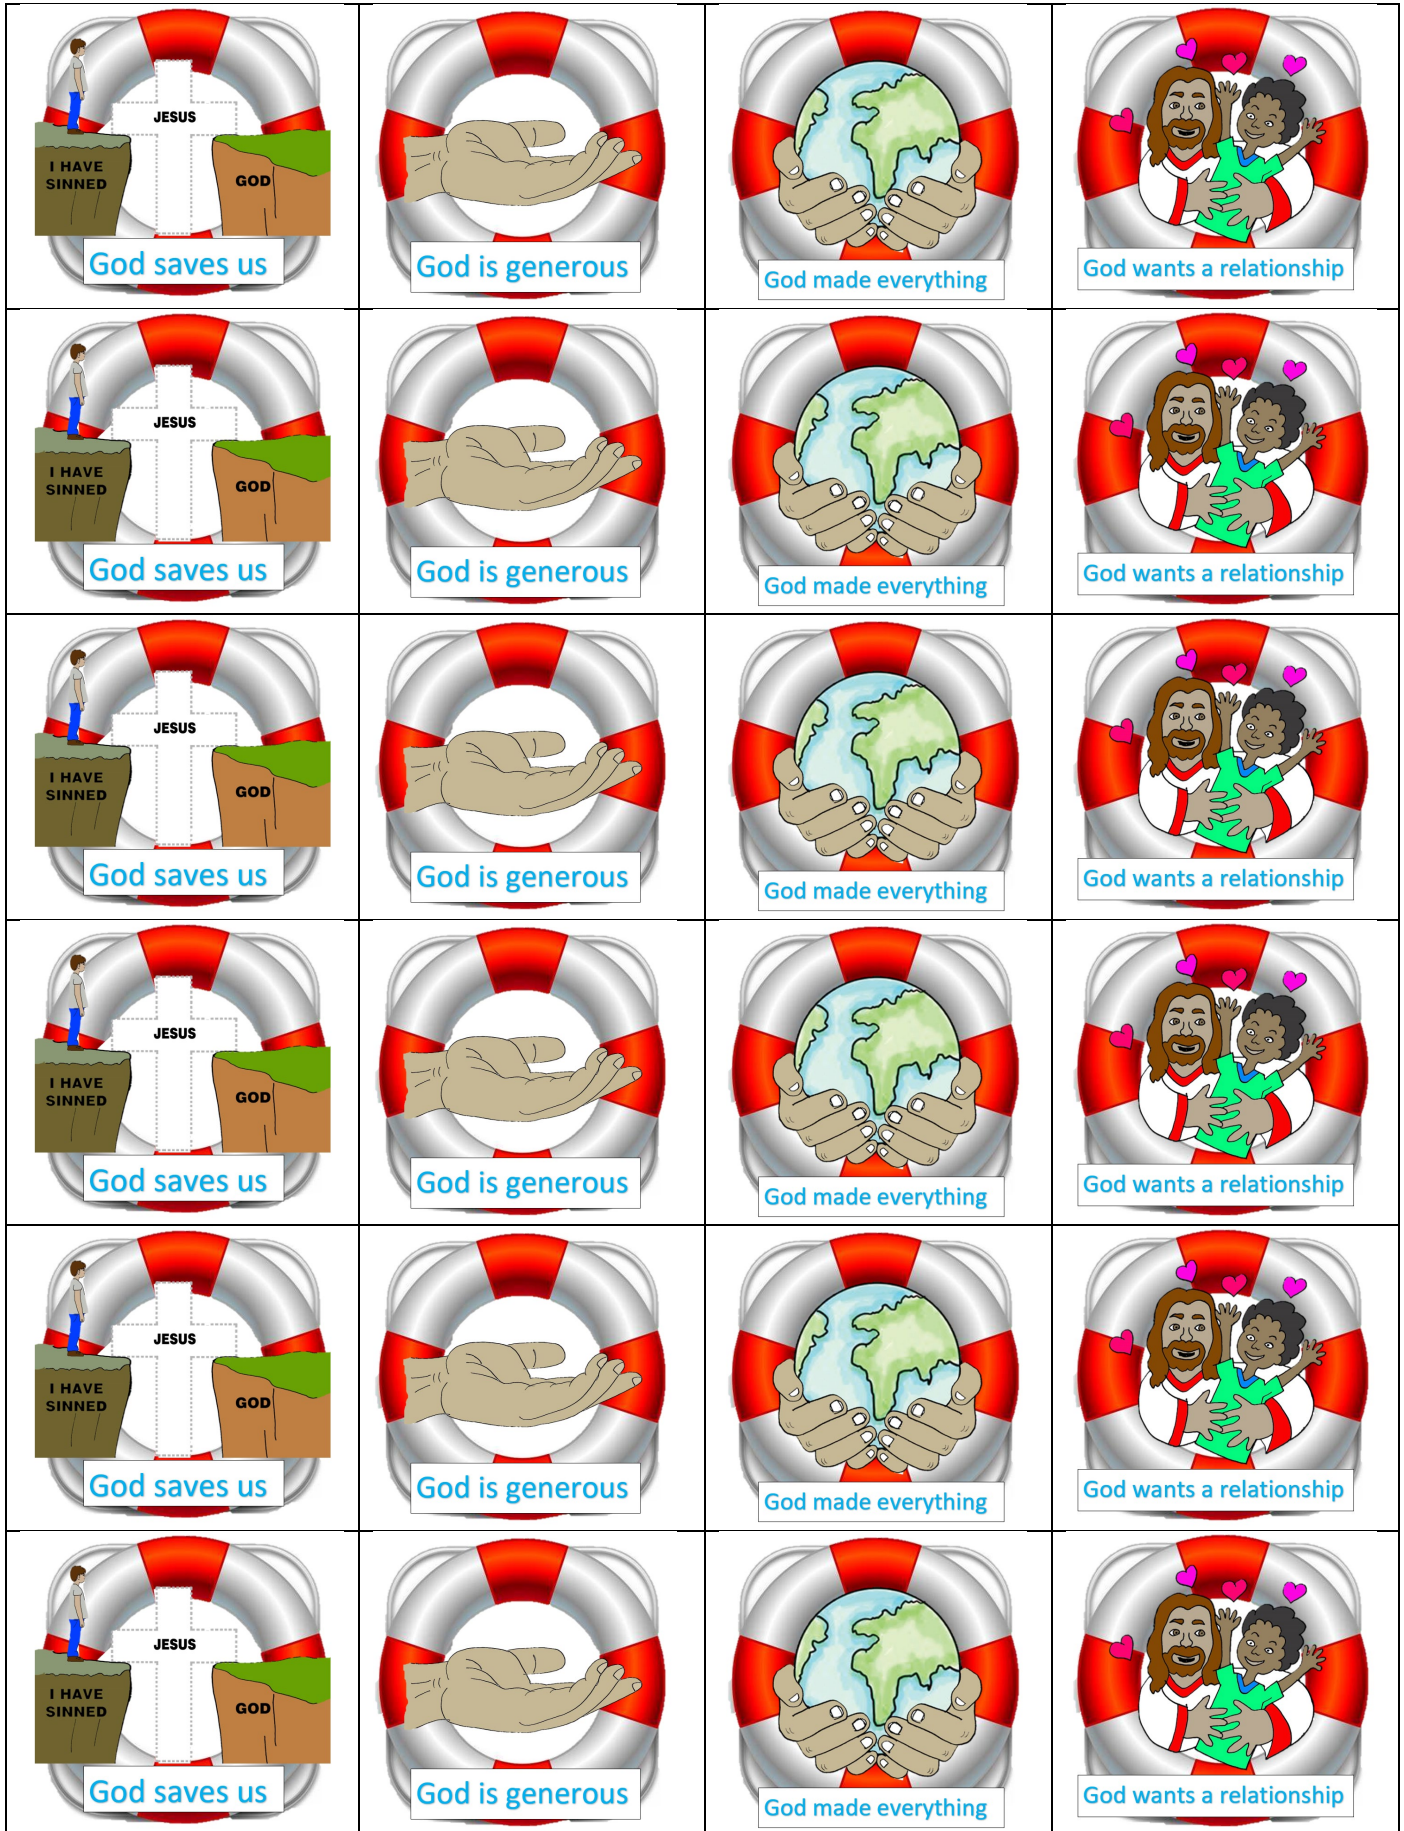 JESUS
I HAVE
SINNED
GOD
God saves us
God is generous
God made everything
God wants a relationship
JESUS
I HAVE
SINNED
GOD
God saves us
God is generous
God made everything
God wants a relationship
JESUS
I HAVE
SINNED
GOD
God saves us
God is generous
God made everything
God wants a relationship
JESUS
I HAVE
SINNED
GOD
God saves us
God is generous
God made everything
God wants a relationship
JESUS
I HAVE
SINNED
GOD
God saves us
God is generous
God made everything
God wants a relationship
JESUS
I HAVE
SINNED
GOD
God saves us
God is generous
God made everything
God wants a relationship